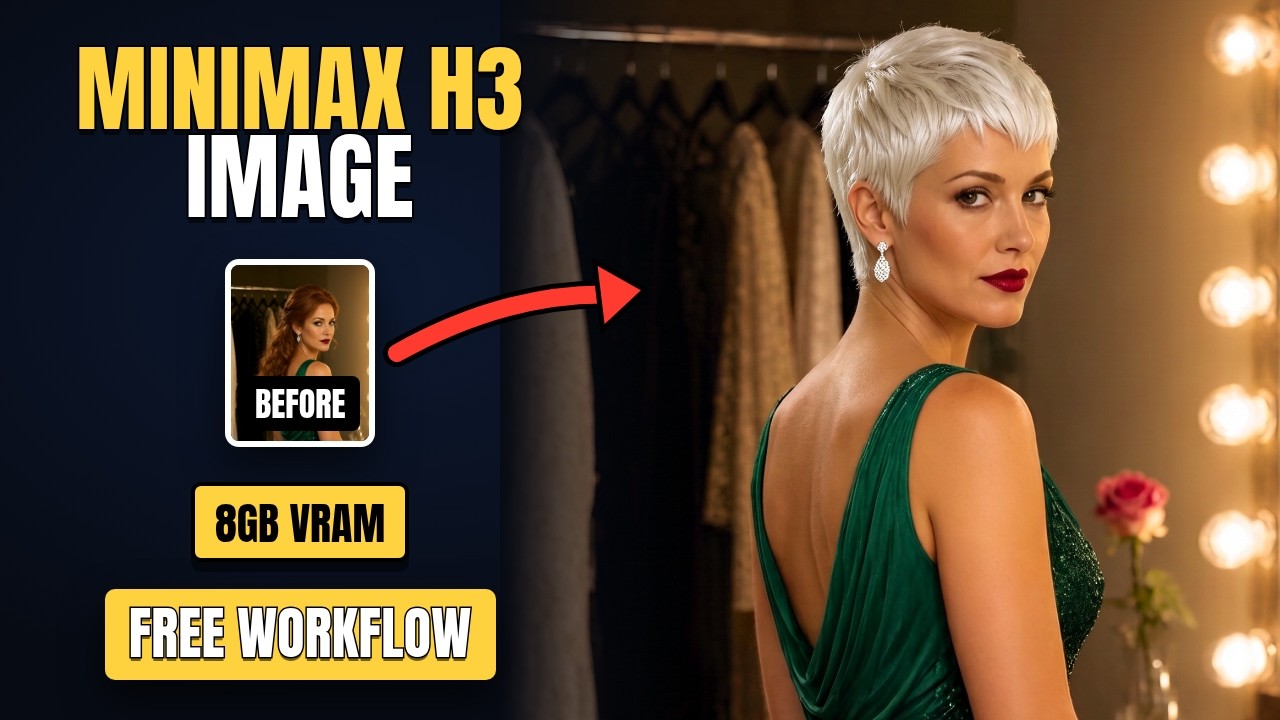 MINIMAX H3
IMAGE
BEFORE
8GB VRAM
FREE WORKFLOW